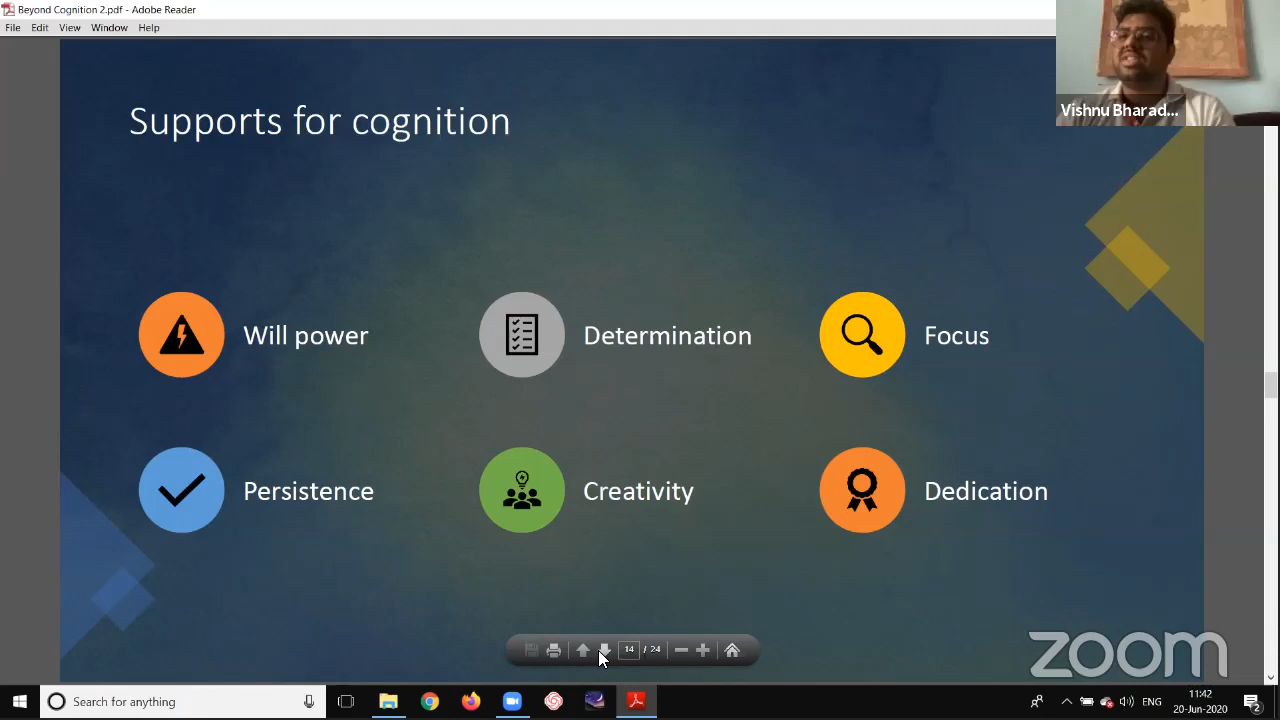 Beyond Cognition 2.pdf - Adobe Reader
File Edit View Window Help
Vishnu Bharad...
Supports for cognition
Will power
Determination
Focus
Persistence
Creativity
Dedication
14 / 24
zoom
Search for anything
ENG
11:42
20-Jun-2020
2